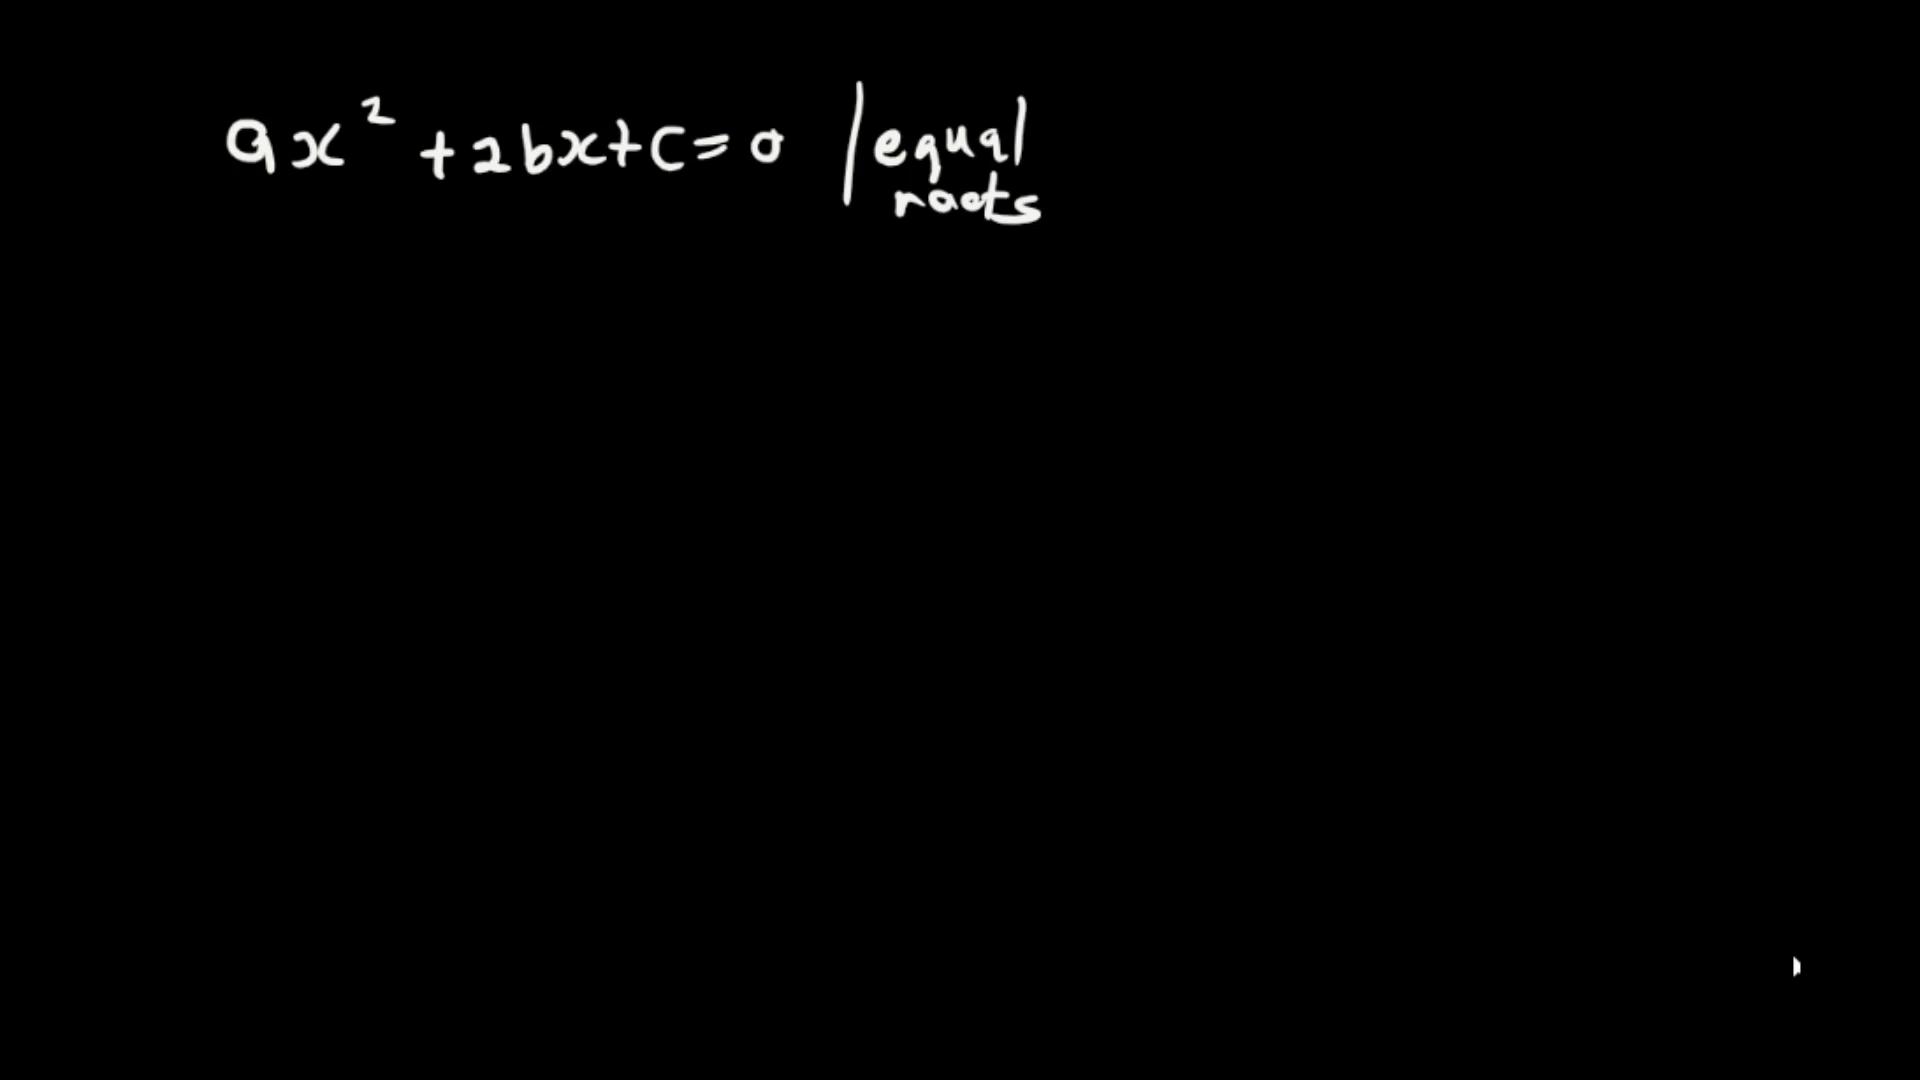 ax² + 2bx + c = 0 | equal
roots